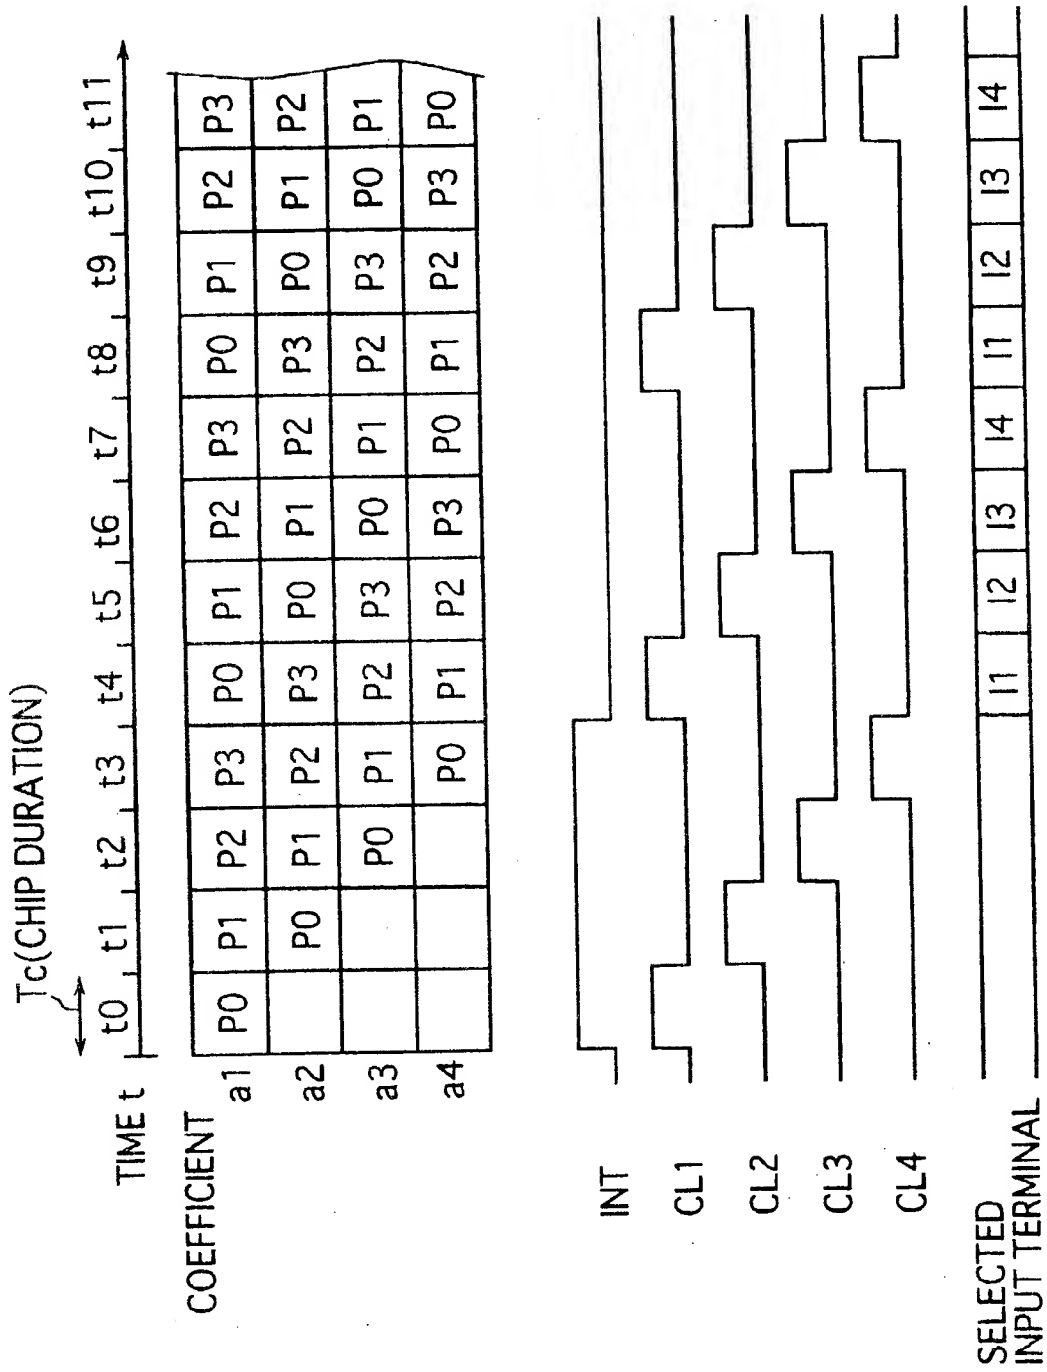 Tc(CHIP DURATION)
TIME t t0 t1 t2 t3 t4 t5 t6 t7 t8 t9 t10 t11
COEFFICIENT
a1 P0 P1 P2 P3 P0 P1 P2 P3 P0 P1 P2 P3
a2 P0 P1 P2 P3 P0 P1 P2 P3 P0 P1 P2
a3 P0 P1 P2 P3 P0 P1 P2 P3 P0 P1
a4 P0 P1 P2 P3 P0 P1 P2 P3 P0
INT
CL1
CL2
CL3
CL4
SELECTED
INPUT TERMINAL I1 I2 I3 I4 I1 I2 I3 I4